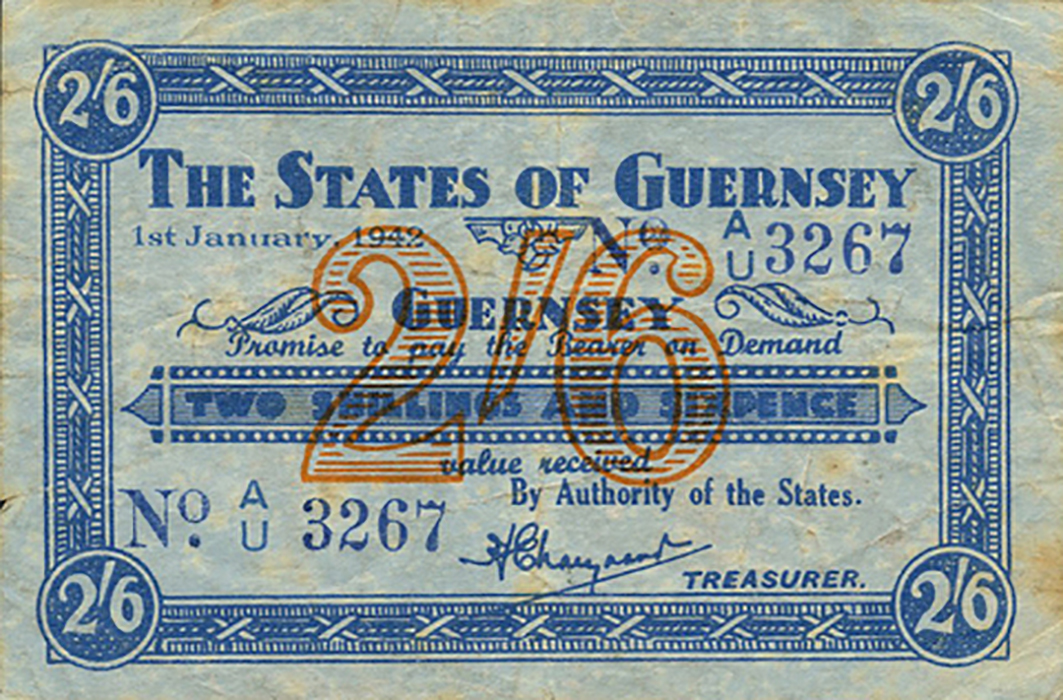 2/6 2/6
THE STATES OF GUERNSEY
1st January, 1942 No. A/U 3267
2/6
GUERNSEY
Promise to pay the Bearer on Demand
TWO SHILLINGS AND SIXPENCE
value received
By Authority of the States.
No. A/U 3267
TREASURER.
2/6 2/6